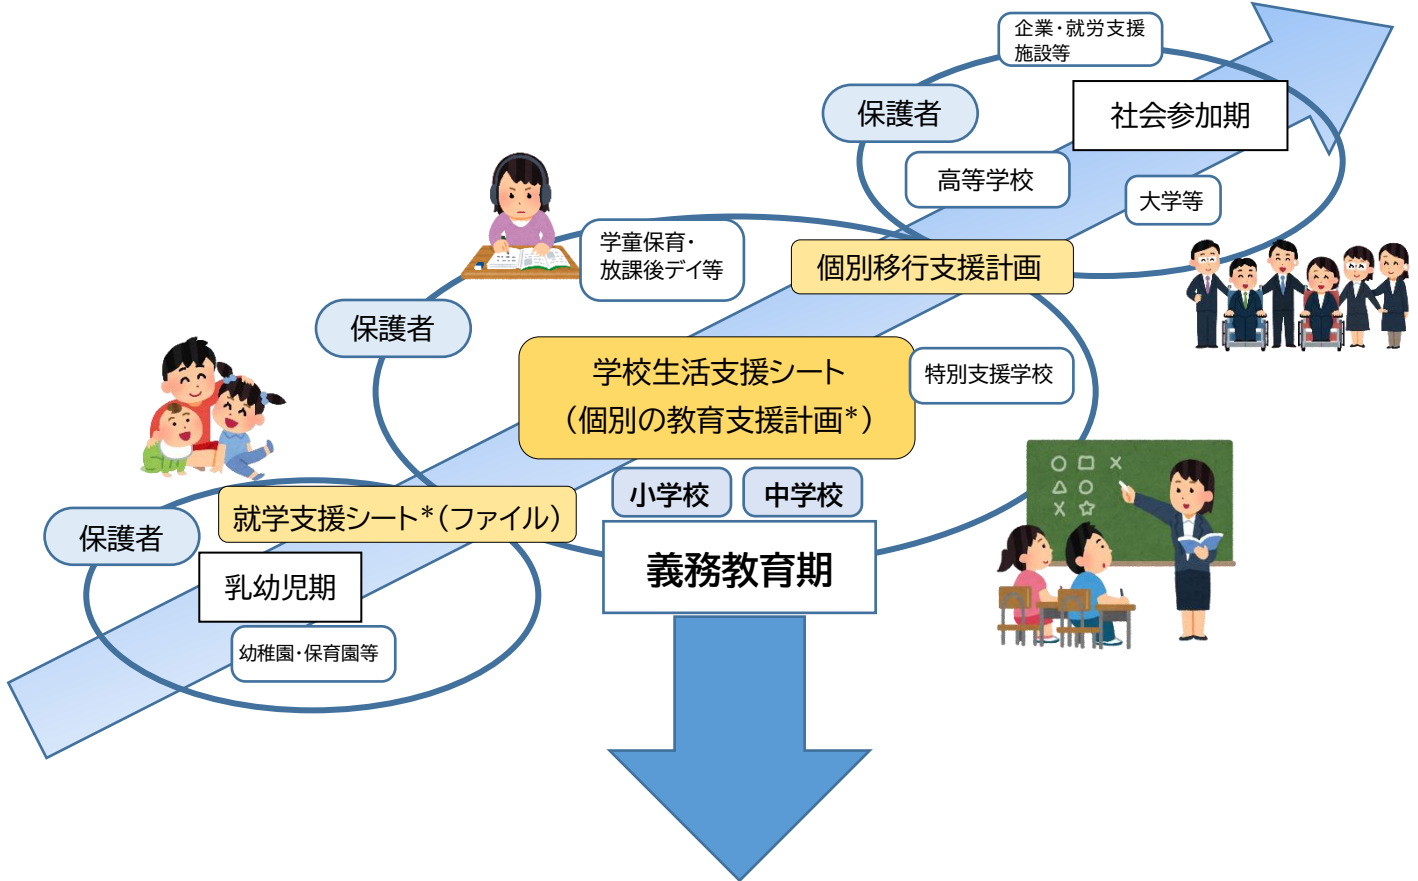 企業・就労支援
施設等
保護者
社会参加期
高等学校
大学等
学童保育・
放課後デイ等
個別移行支援計画
保護者
学校生活支援シート
（個別の教育支援計画*）
特別支援学校
小学校
中学校
就学支援シート*（ファイル）
保護者
義務教育期
乳幼児期
幼稚園・保育園等